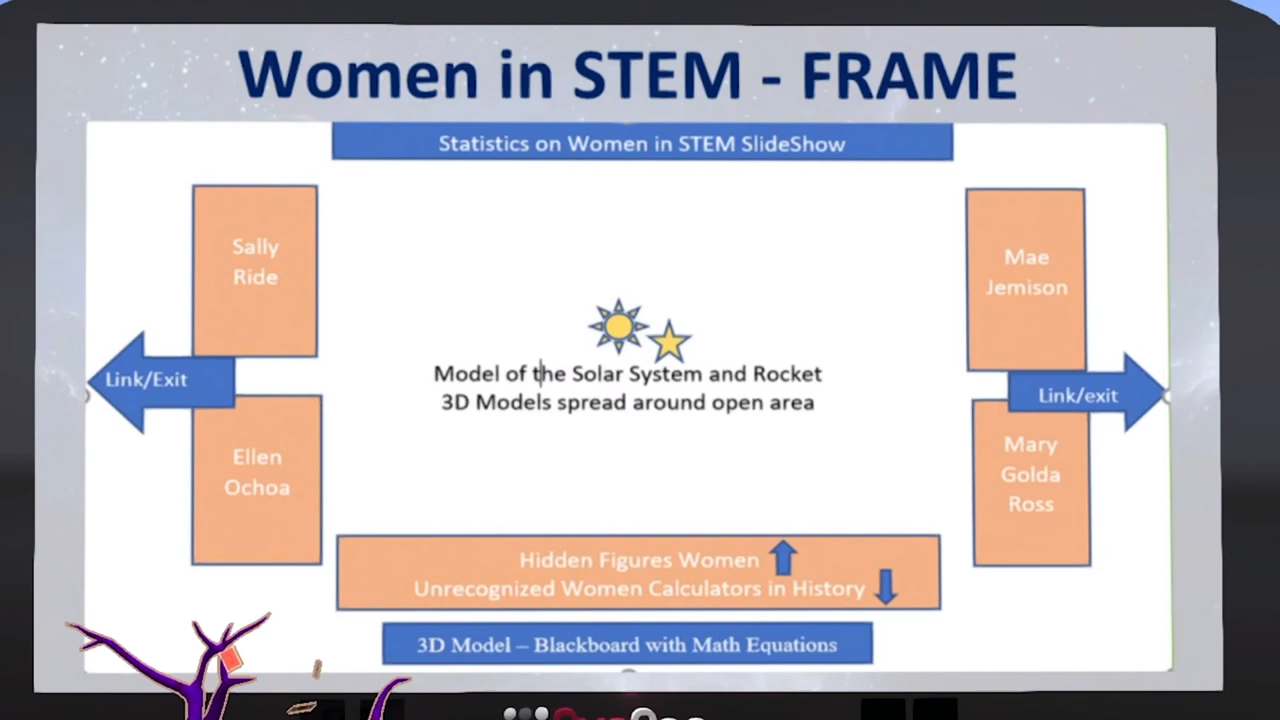 Women in STEM - FRAME
Statistics on Women in STEM SlideShow
Sally
Ride
Mae
Jemison
Link/Exit
Model of the Solar System and Rocket
3D Models spread around open area
Link/exit
Ellen
Ochoa
Mary
Golda
Ross
Hidden Figures Women
Unrecognized Women Calculators in History
3D Model – Blackboard with Math Equations